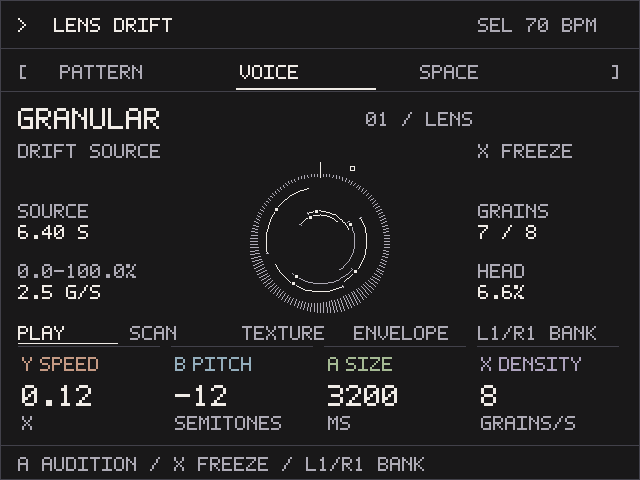 > LENS DRIFT SEL 70 BPM
[ PATTERN VOICE SPACE ]
GRANULAR 01 / LENS
DRIFT SOURCE X FREEZE
SOURCE GRAINS
6.40 S 7 / 8
0.0-100.0% HEAD
2.5 G/S 6.6%
PLAY SCAN TEXTURE ENVELOPE L1/R1 BANK
Y SPEED B PITCH A SIZE X DENSITY
0.12 -12 3200 8
X SEMITONES MS GRAINS/S
A AUDITION / X FREEZE / L1/R1 BANK